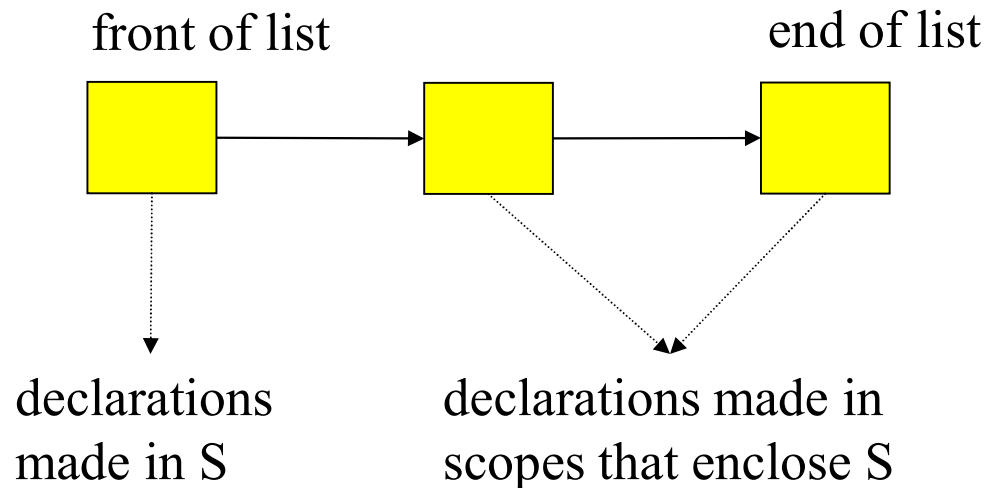 front of list
end of list
declarations
made in S
declarations made in
scopes that enclose S